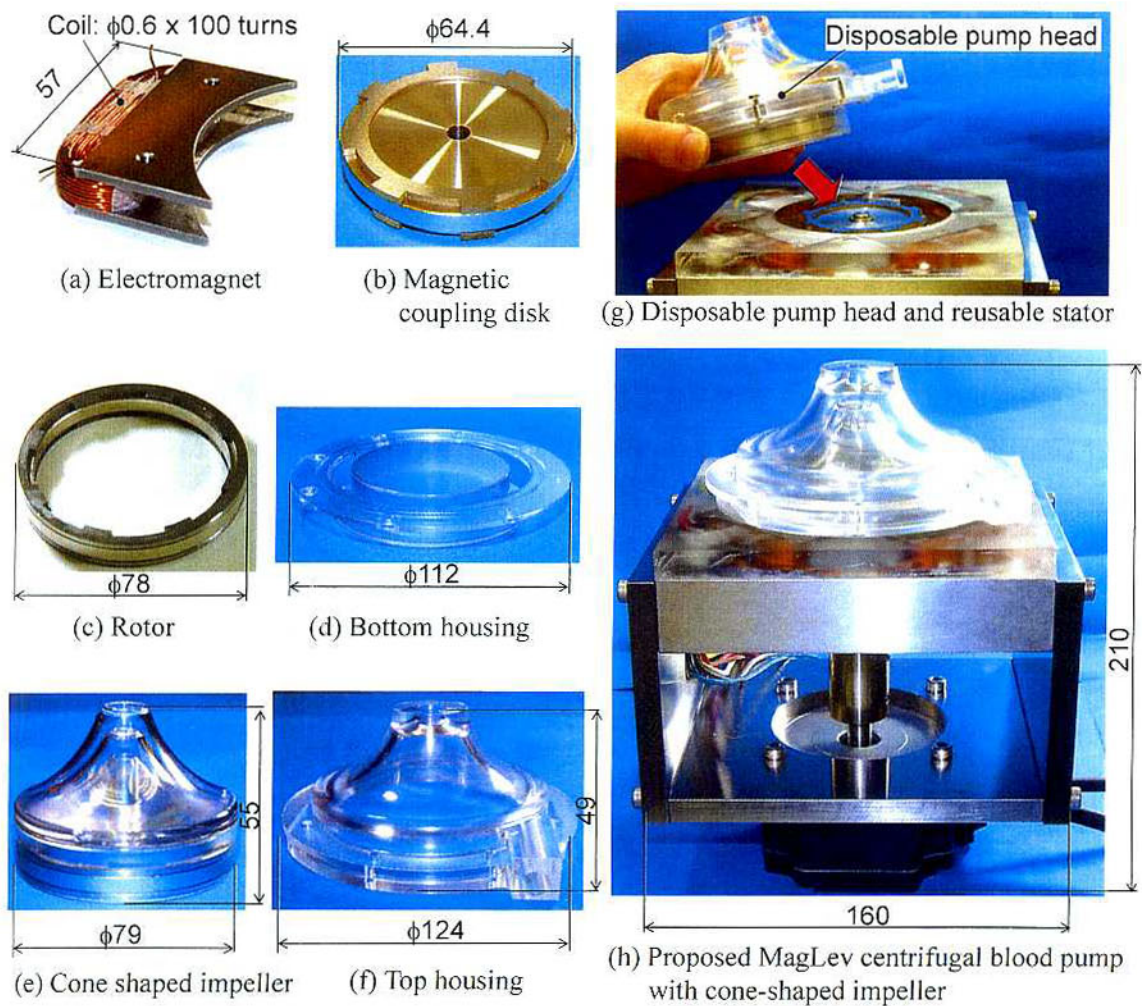 Coil: ϕ0.6 x 100 turns
57
(a) Electromagnet
ϕ64.4
(b) Magnetic
coupling disk
Disposable pump head
(g) Disposable pump head and reusable stator
ϕ78
(c) Rotor
ϕ112
(d) Bottom housing
55
ϕ79
(e) Cone shaped impeller
49
ϕ124
(f) Top housing
210
160
(h) Proposed MagLev centrifugal blood pump
with cone-shaped impeller